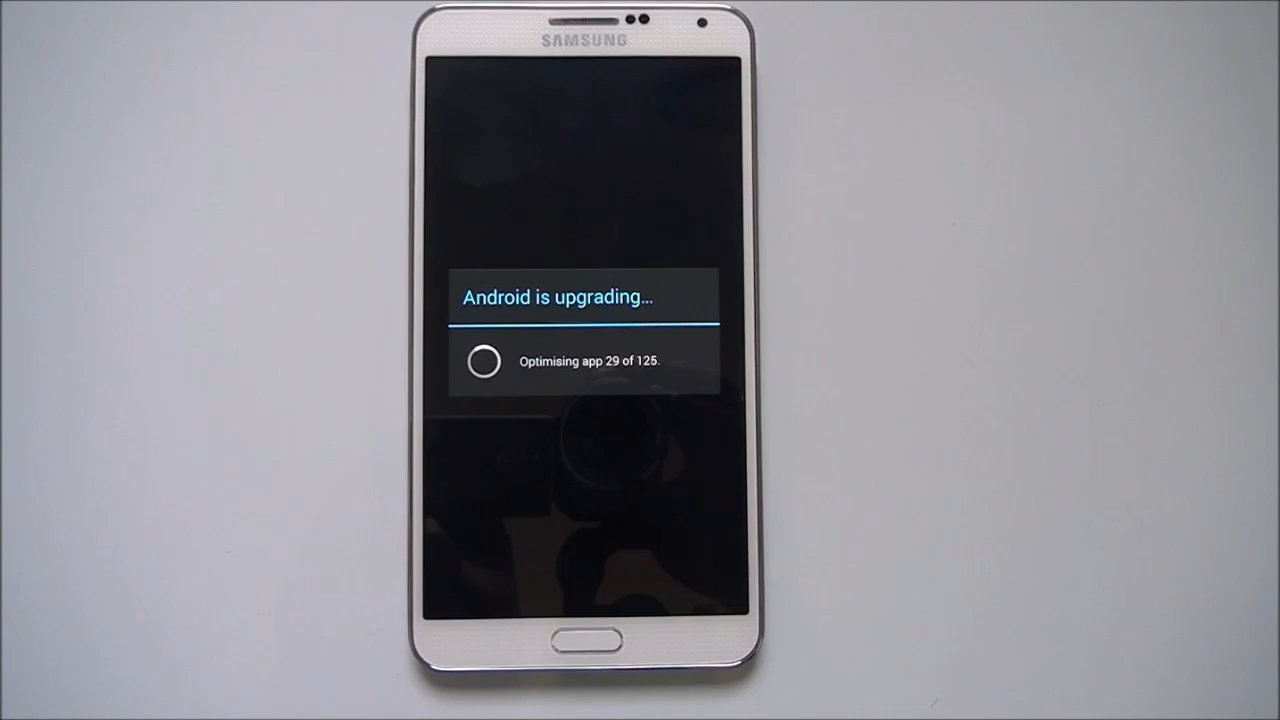 SAMSUNG
Android is upgrading...
Optimising app 29 of 125.